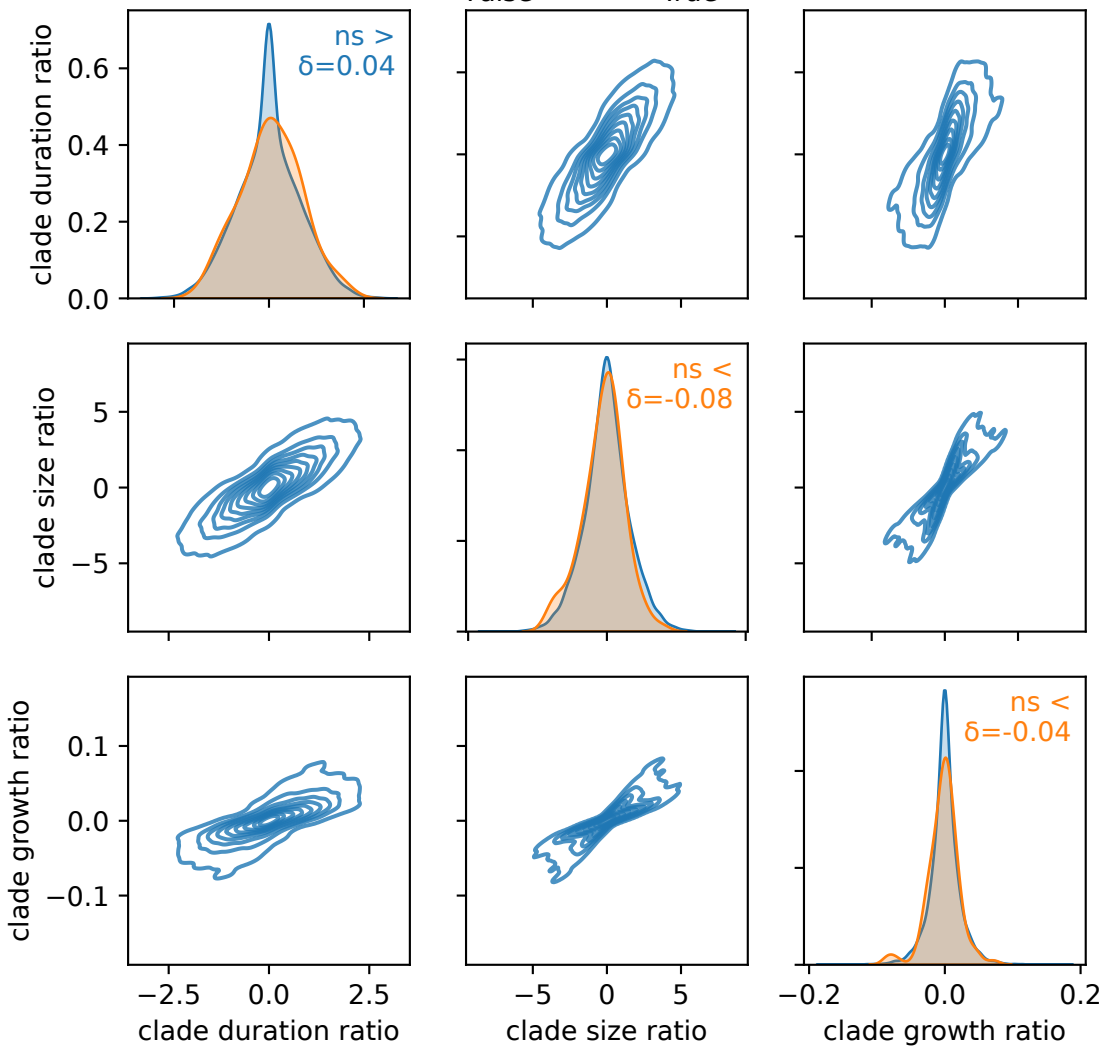 clade duration ratio
0.6
0.4
0.2
0.0
ns >
δ=0.04
clade size ratio
5
0
−5
ns <
δ=-0.08
clade growth ratio
0.1
0.0
−0.1
ns <
δ=-0.04
−2.5 0.0 2.5
clade duration ratio
−5 0 5
clade size ratio
−0.2 0.0 0.2
clade growth ratio